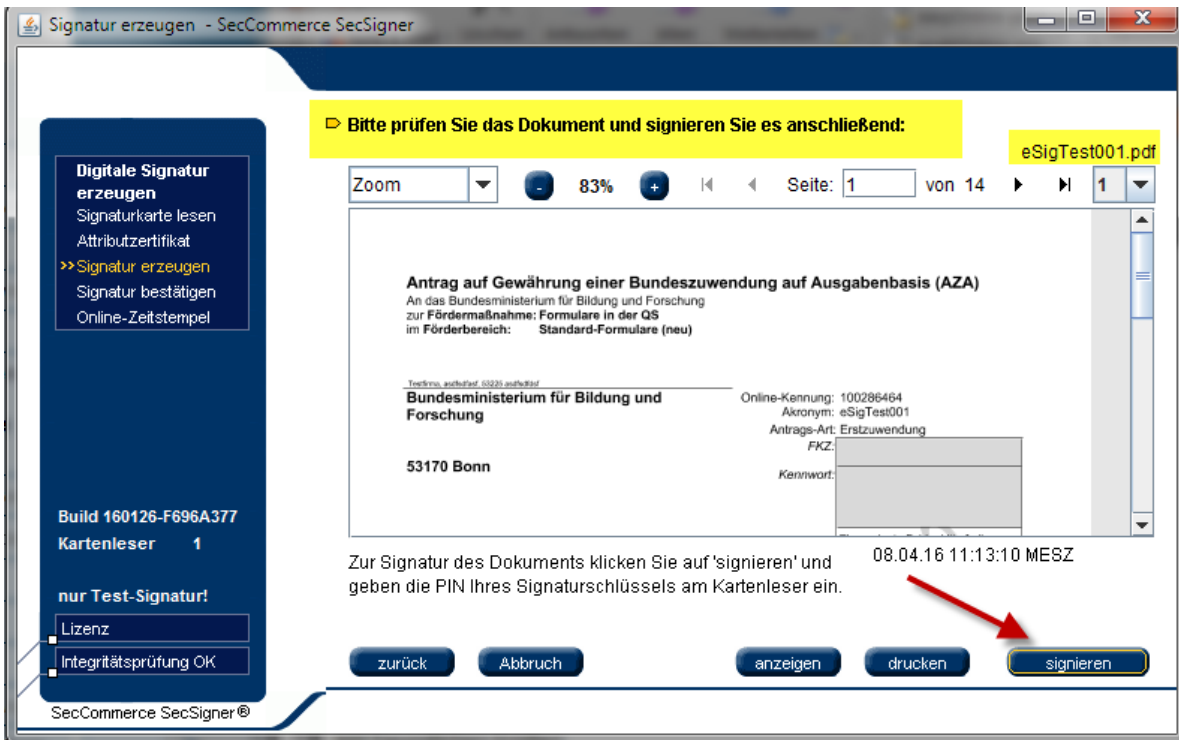 Signatur erzeugen - SecCommerce SecSigner
Bitte prüfen Sie das Dokument und signieren Sie es anschließend:
eSigTest001.pdf
Digitale Signatur
erzeugen
Signaturkarte lesen
Attributzertifikat
>> Signatur erzeugen
Signatur bestätigen
Online-Zeitstempel
Build 160126-F696A377
Kartenleser 1
nur Test-Signatur!
Lizenz
Integritätsprüfung OK
SecCommerce SecSigner®
Zoom - 83% + Seite: 1 von 14 1
Antrag auf Gewährung einer Bundeszuwendung auf Ausgabenbasis (AZA)
An das Bundesministerium für Bildung und Forschung
zur Fördermaßnahme: Formulare in der QS
im Förderbereich: Standard-Formulare (neu)
Bundesministerium für Bildung und
Forschung
53170 Bonn
Online-Kennung: 100286464
Akronym: eSigTest001
Antrags-Art: Erstzuwendung
FKZ:
Kennwort:
Zur Signatur des Dokuments klicken Sie auf 'signieren' und
geben die PIN Ihres Signaturschlüssels am Kartenleser ein.
08.04.16 11:13:10 MESZ
zurück Abbruch anzeigen drucken signieren